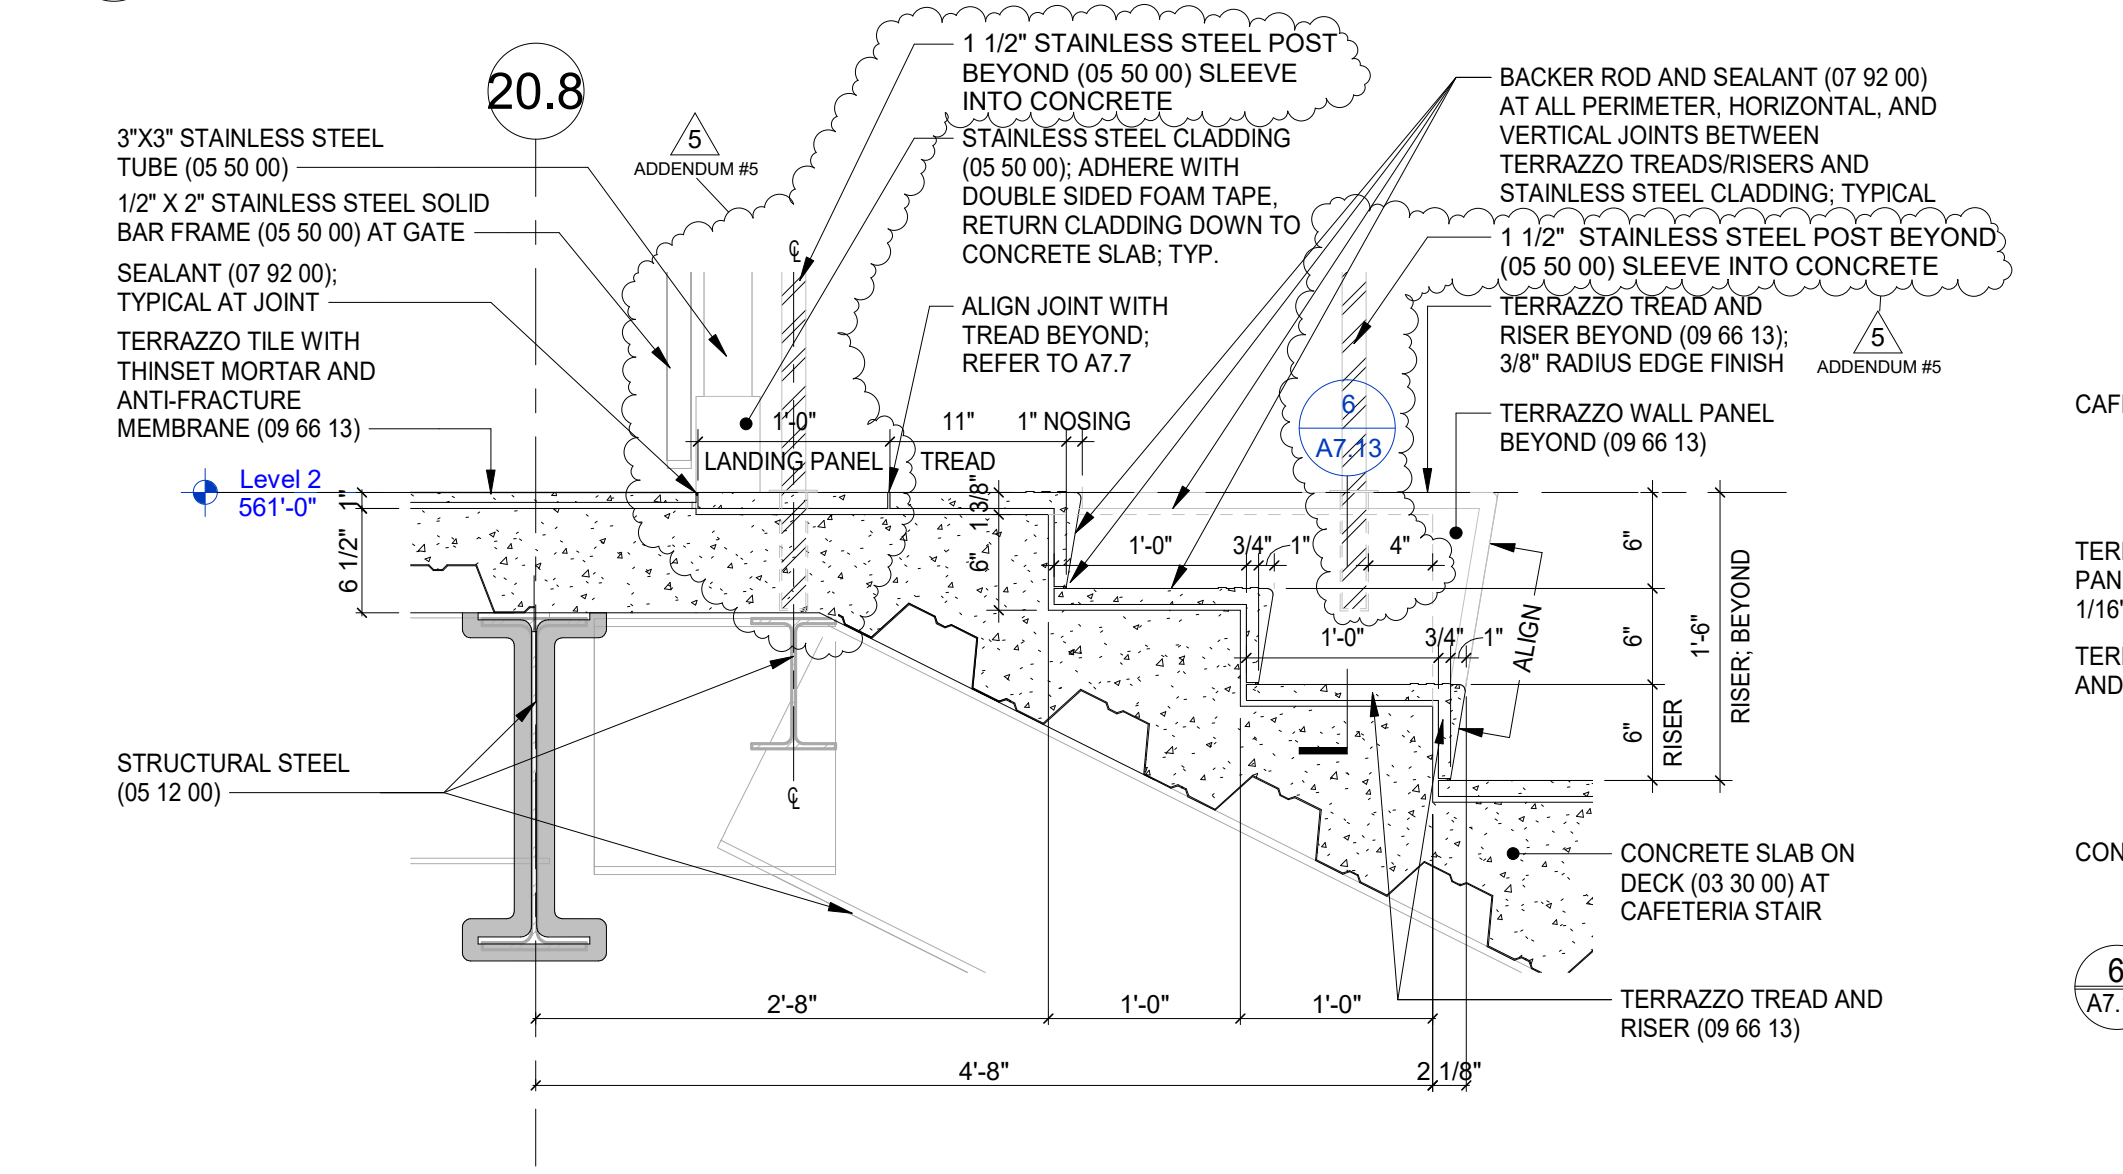 20.8
3"X3" STAINLESS STEEL
TUBE (05 50 00)
1/2" X 2" STAINLESS STEEL SOLID
BAR FRAME (05 50 00) AT GATE
SEALANT (07 92 00);
TYPICAL AT JOINT
TERRAZZO TILE WITH
THINSET MORTAR AND
ANTI-FRACTURE
MEMBRANE (09 66 13)
Level 2
561'-0"
5
ADDENDUM #5
1 1/2" STAINLESS STEEL POST
BEYOND (05 50 00) SLEEVE
INTO CONCRETE
STAINLESS STEEL CLADDING
(05 50 00); ADHERE WITH
DOUBLE SIDED FOAM TAPE,
RETURN CLADDING DOWN TO
CONCRETE SLAB; TYP.
ALIGN JOINT WITH
TREAD BEYOND;
REFER TO A7.7
BACKER ROD AND SEALANT (07 92 00)
AT ALL PERIMETER, HORIZONTAL, AND
VERTICAL JOINTS BETWEEN
TERRAZZO TREADS/RISERS AND
STAINLESS STEEL CLADDING; TYPICAL
1 1/2"  STAINLESS STEEL POST BEYOND
(05 50 00) SLEEVE INTO CONCRETE
TERRAZZO TREAD AND
RISER BEYOND (09 66 13);
3/8" RADIUS EDGE FINISH
5
ADDENDUM #5
TERRAZZO WALL PANEL
BEYOND (09 66 13)
6
A7.13
℄
1'-0"
11"
1" NOSING
LANDING PANEL
TREAD
1"
6 1/2"
1 3/8"
6"
1'-0"
3/4"
1"
4"
1'-0"
3/4"
1"
ALIGN
6"
6"
6"
RISER
1'-6"
RISER; BEYOND
℄
STRUCTURAL STEEL
(05 12 00)
CONCRETE SLAB ON
DECK (03 30 00) AT
CAFETERIA STAIR
TERRAZZO TREAD AND
RISER (09 66 13)
2'-8"
1'-0"
1'-0"
4'-8"
2 1/8"
CAF
TER
PAN
1/16"
TER
AND
CON
6
A7.